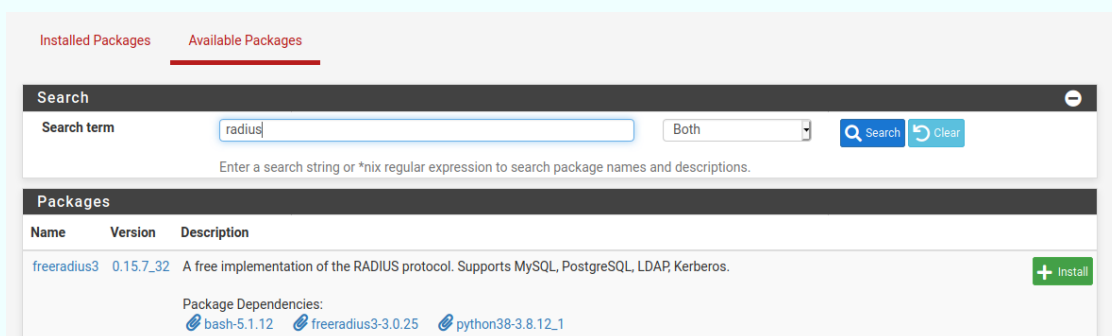 Installed Packages
Available Packages
Search
Search term
radius
Both
Search
Clear
Enter a search string or *nix regular expression to search package names and descriptions.
Packages
Name Version Description
freeradius3 0.15.7_32 A free implementation of the RADIUS protocol. Supports MySQL, PostgreSQL, LDAP, Kerberos.
Install
Package Dependencies:
bash-5.1.12 freeradius3-3.0.25 python38-3.8.12_1